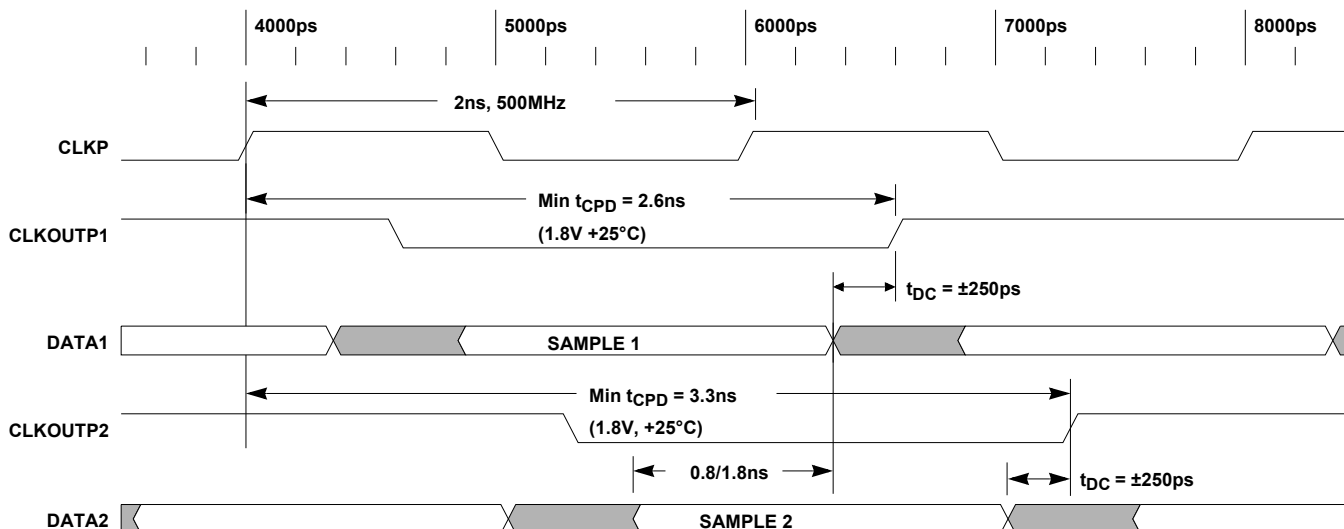 4000ps 5000ps 6000ps 7000ps 8000ps
2ns, 500MHz
CLKP
Min tCPD = 2.6ns
(1.8V +25°C)
CLKOUTP1
tDC = ±250ps
DATA1 SAMPLE 1
Min tCPD = 3.3ns
(1.8V, +25°C)
CLKOUTP2
0.8/1.8ns
tDC = ±250ps
DATA2 SAMPLE 2